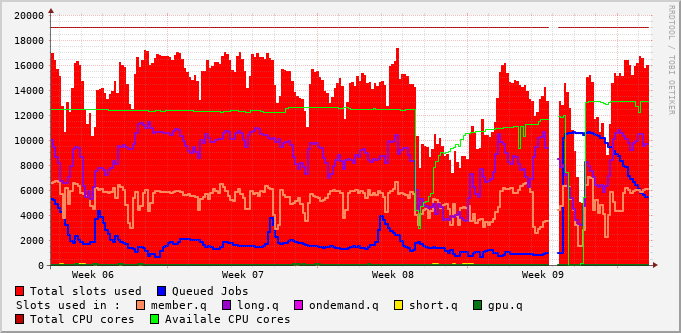 20000
18000
16000
14000
12000
10000
8000
6000
4000
2000
0
Week 06 Week 07 Week 08 Week 09
RRDTOOL / TOBI OETIKER
Total slots used Queued Jobs
Slots used in : member.q long.q ondemand.q short.q gpu.q
Total CPU cores Availale CPU cores